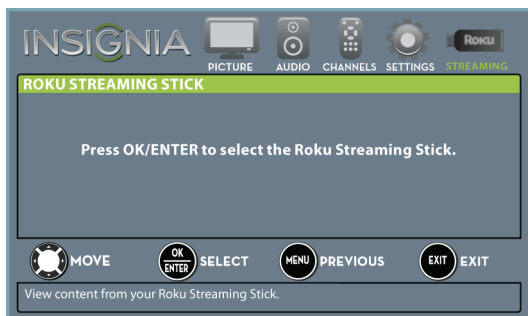 INSIGNIA
Roku
PICTURE AUDIO CHANNELS SETTINGS STREAMING
ROKU STREAMING STICK
Press OK/ENTER to select the Roku Streaming Stick.
MOVE OK ENTER SELECT MENU PREVIOUS EXIT EXIT
View content from your Roku Streaming Stick.